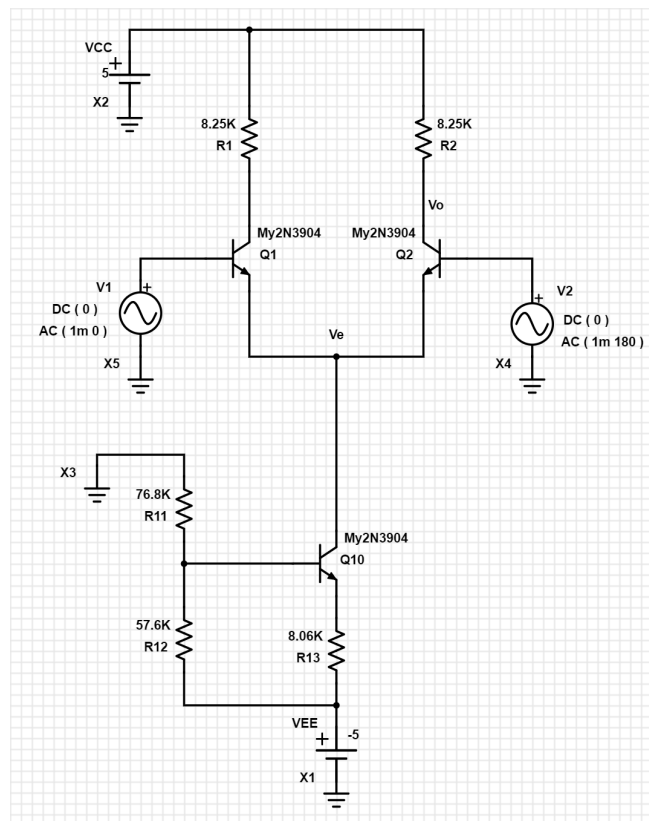 VCC
+
5
X2
8.25K
R1
8.25K
R2
Vo
My2N3904
Q1
My2N3904
Q2
V1
+
DC ( 0 )
AC ( 1m 0 )
X5
+
V2
DC ( 0 )
AC ( 1m 180 )
X4
Ve
X3
76.8K
R11
My2N3904
Q10
57.6K
R12
8.06K
R13
VEE
+
-5
X1